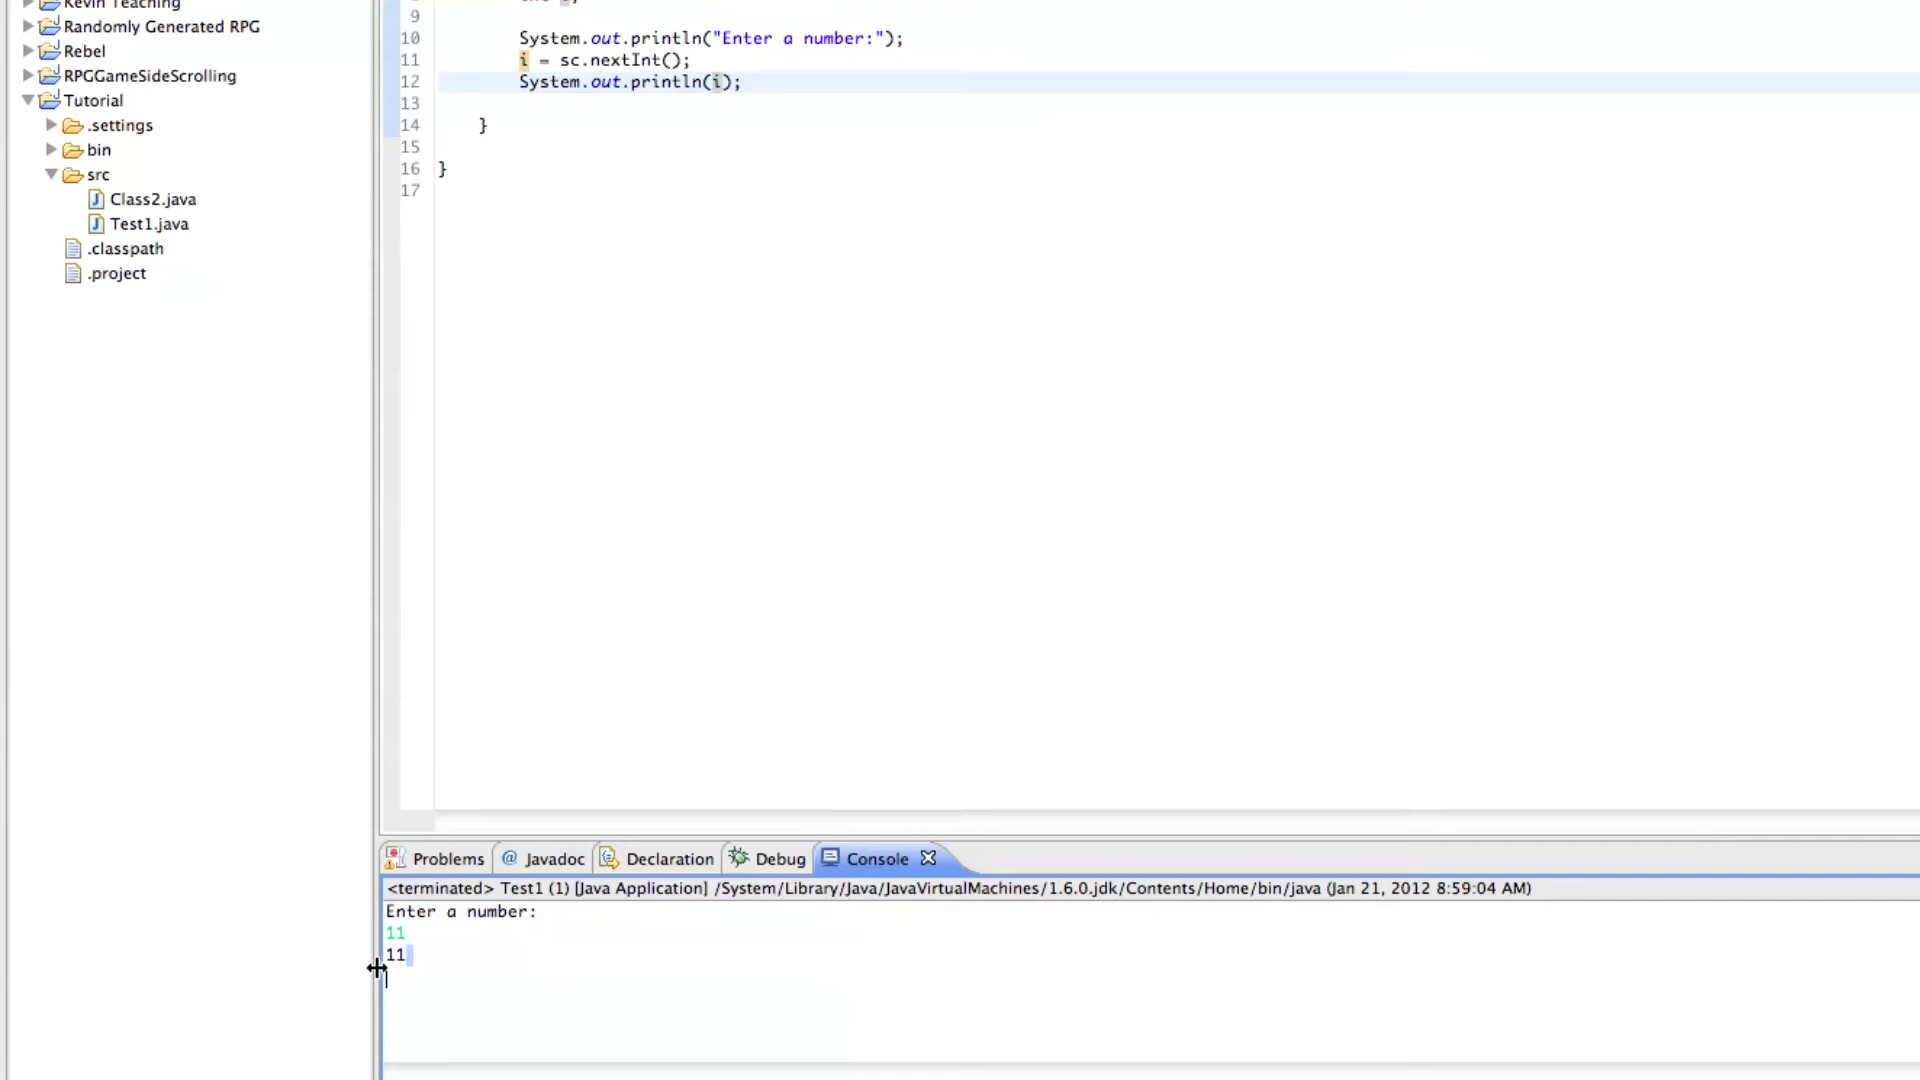 Kevin Teaching
Randomly Generated RPG
Rebel
RPGGameSideScrolling
Tutorial
.settings
bin
src
Class2.java
Test1.java
.classpath
.project
9
10 System.out.println("Enter a number:");
11 i = sc.nextInt();
12 System.out.println(i);
13
14 }
15
16 }
17
Problems @ Javadoc Declaration Debug Console
<terminated> Test1 (1) [Java Application] /System/Library/Java/JavaVirtualMachines/1.6.0.jdk/Contents/Home/bin/java (Jan 21, 2012 8:59:04 AM)
Enter a number:
11
11